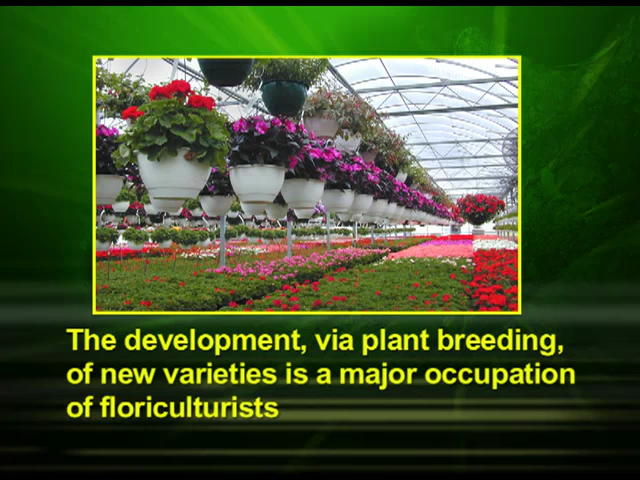 The development, via plant breeding,
of new varieties is a major occupation
of floriculturists